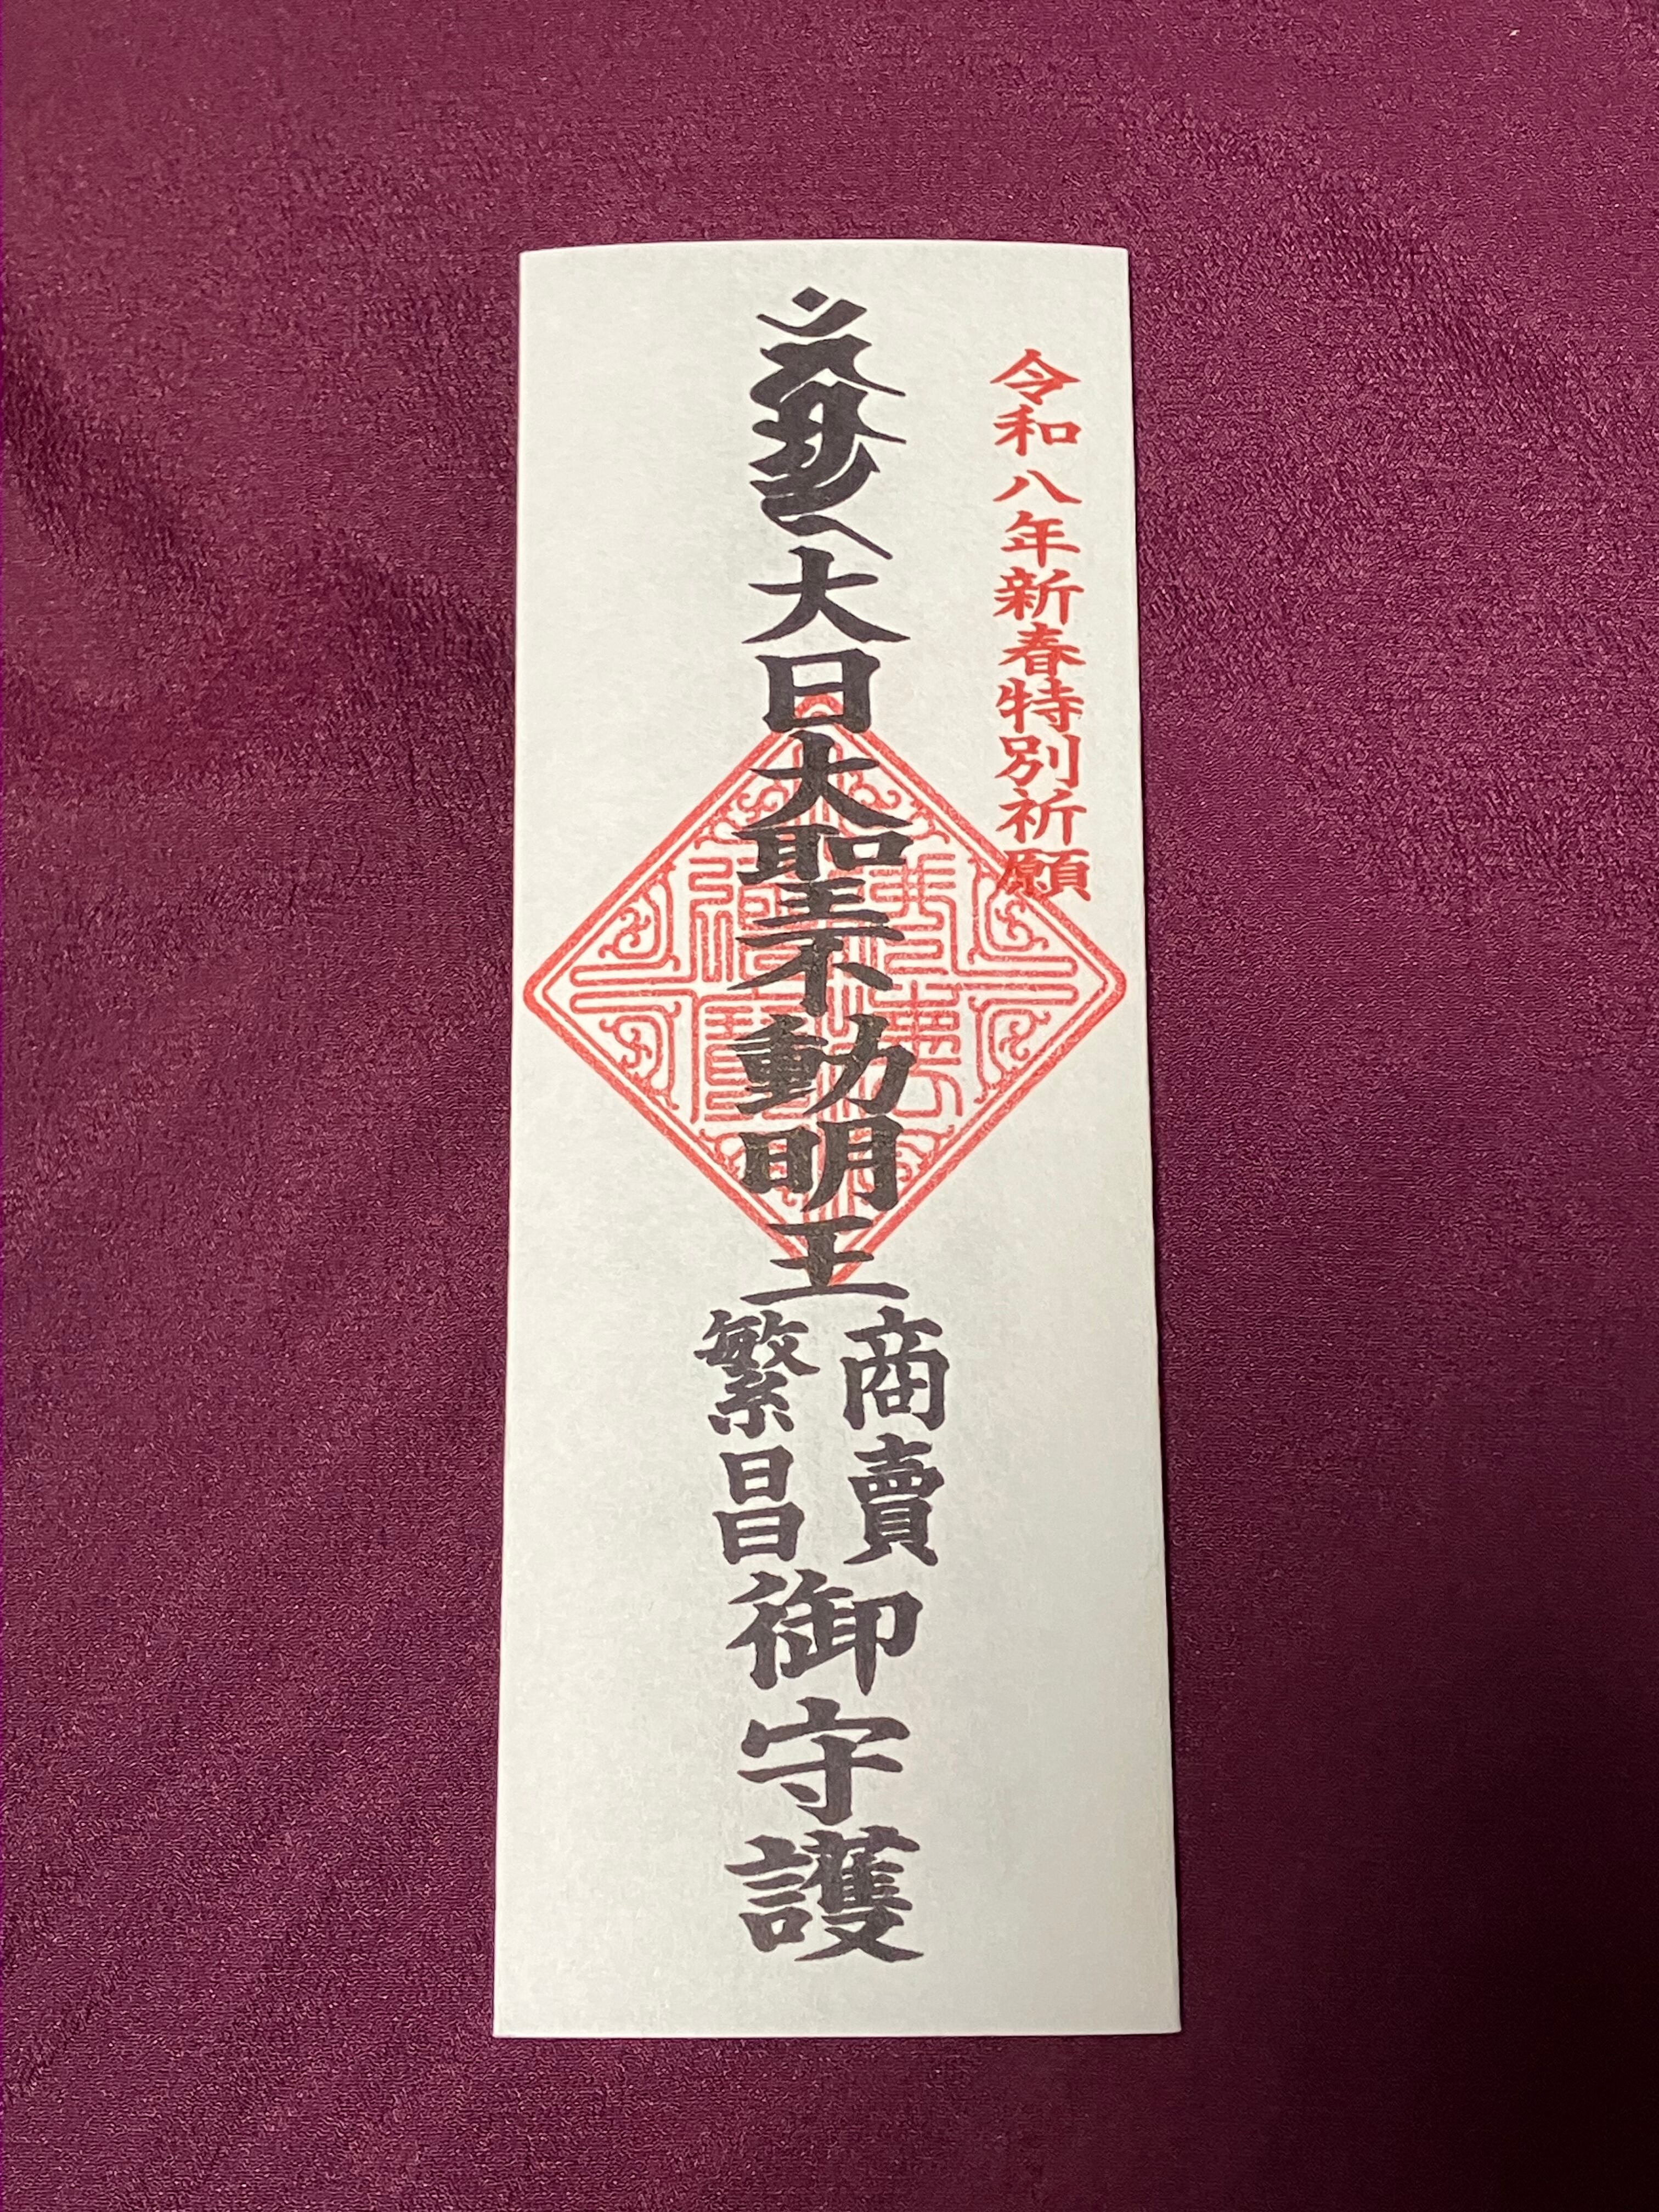 令和八年新春特別祈願
大日大聖不動明王
商賣
繁昌
御守護